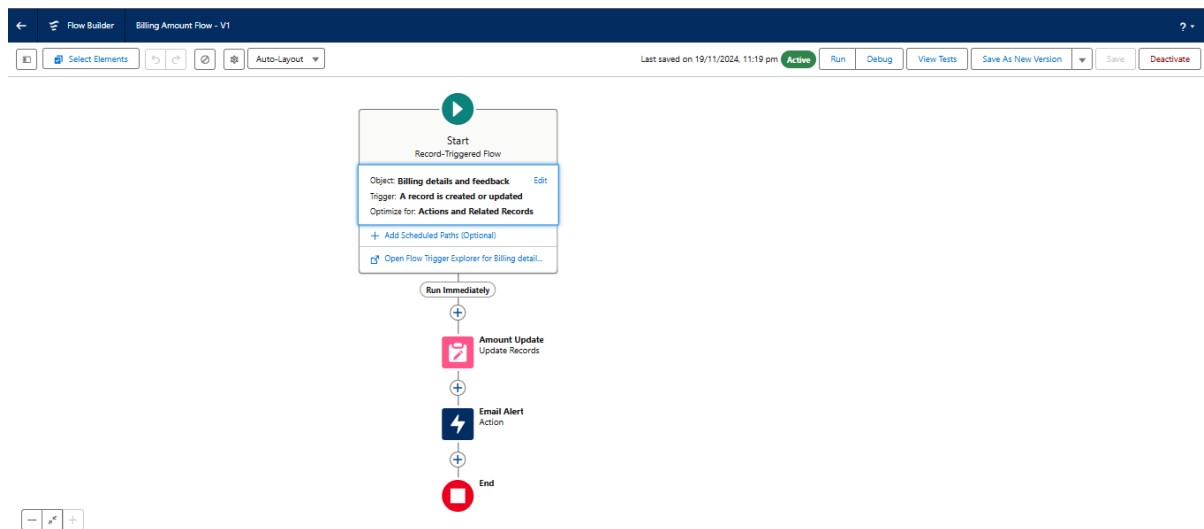 Flow Builder
Billing Amount Flow - V1
?
Select Elements
Auto-Layout
Last saved on 19/11/2024, 11:19 pm
Active
Run
Debug
View Tests
Save As New Version
Save
Deactivate
Start
Record-Triggered Flow
Object: Billing details and feedback Edit
Trigger: A record is created or updated
Optimize for: Actions and Related Records
+ Add Scheduled Paths (Optional)
Open Flow Trigger Explorer for Billing detail...
Run Immediately
Amount Update
Update Records
Email Alert
Action
End